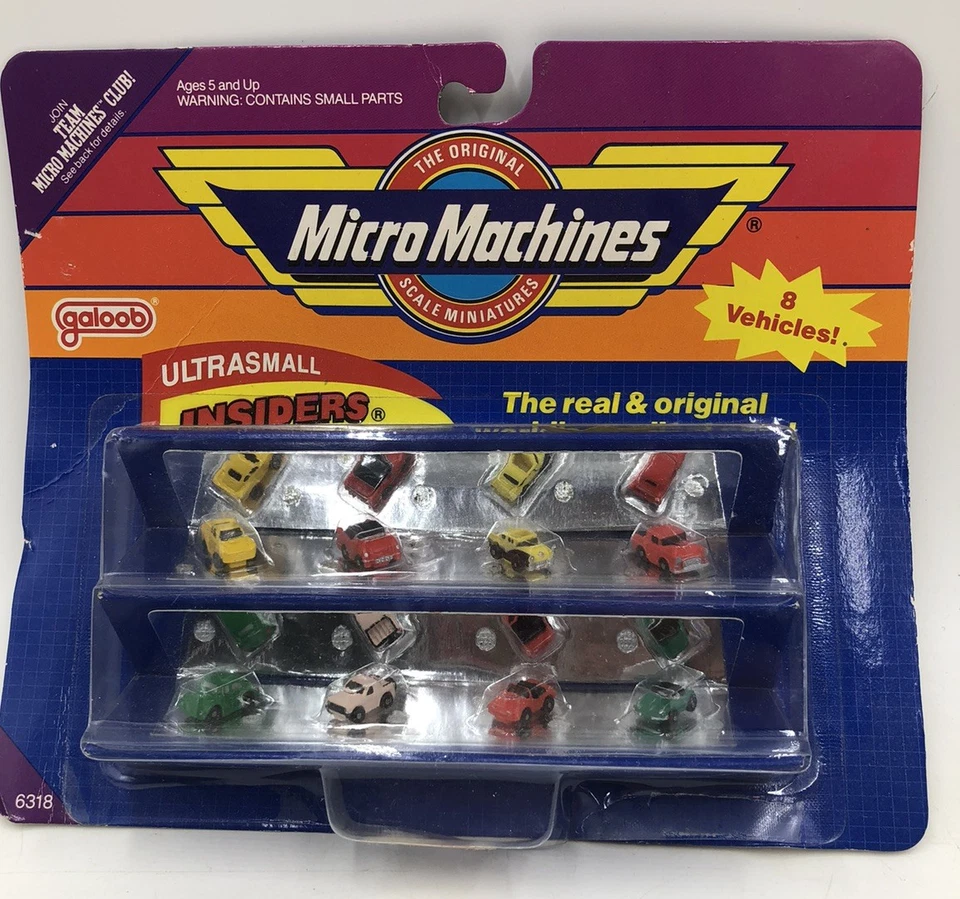 JOIN
TEAM
MICRO MACHINES™ CLUB!
See back for details.
Ages 5 and Up
WARNING: CONTAINS SMALL PARTS
THE ORIGINAL
Micro Machines®
SCALE MINIATURES
galoob®
8
Vehicles!
ULTRASMALL
INSIDERS®
The real & original
6318